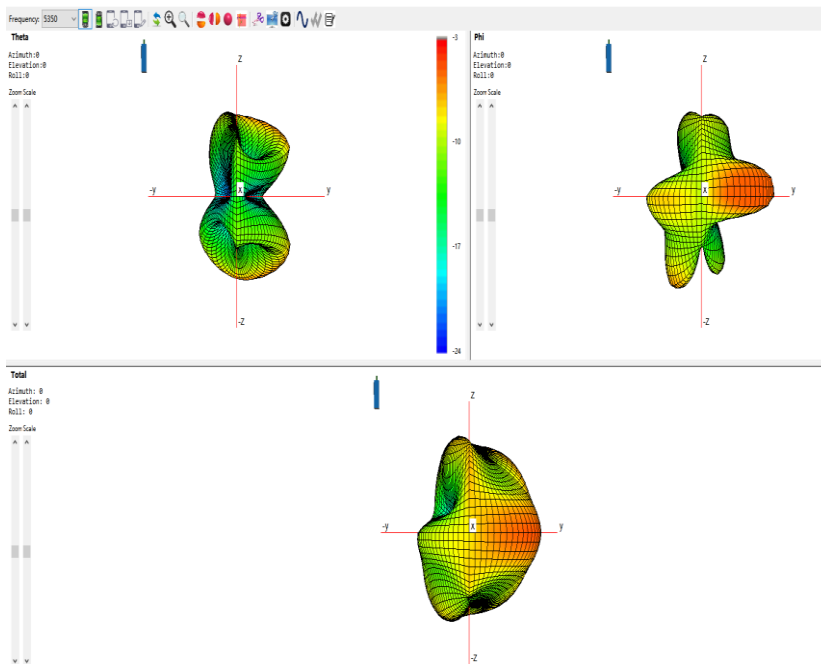 Frequency: 5350
Theta
Azimuth:0
Elevation:0
Roll:0
Zoom Scale
Z
-y
X
y
-Z
-3
-10
-17
-24
Phi
Azimuth:0
Elevation:0
Roll:0
Zoom Scale
Z
-y
X
y
-Z
Total
Azimuth: 0
Elevation: 0
Roll: 0
Zoom Scale
Z
-y
X
y
-Z